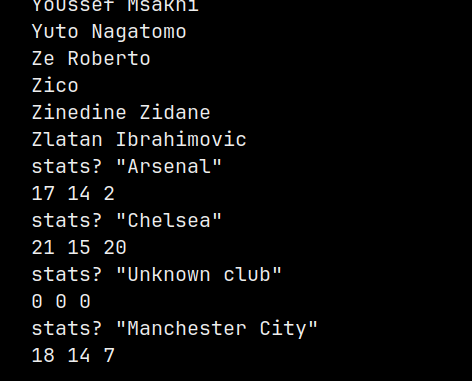 Youssef Msakni
Yuto Nagatomo
Ze Roberto
Zico
Zinedine Zidane
Zlatan Ibrahimovic
stats? "Arsenal"
17 14 2
stats? "Chelsea"
21 15 20
stats? "Unknown club"
0 0 0
stats? "Manchester City"
18 14 7